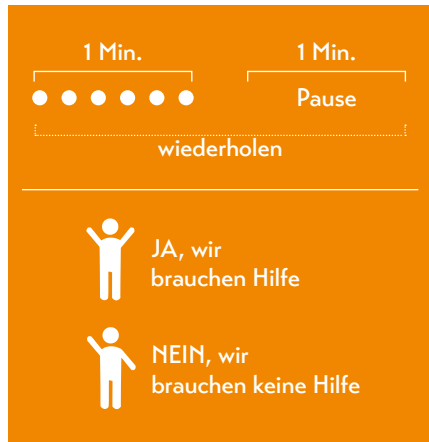 1 Min. 1 Min.
Pause
wiederholen
JA, wir
brauchen Hilfe
NEIN, wir
brauchen keine Hilfe